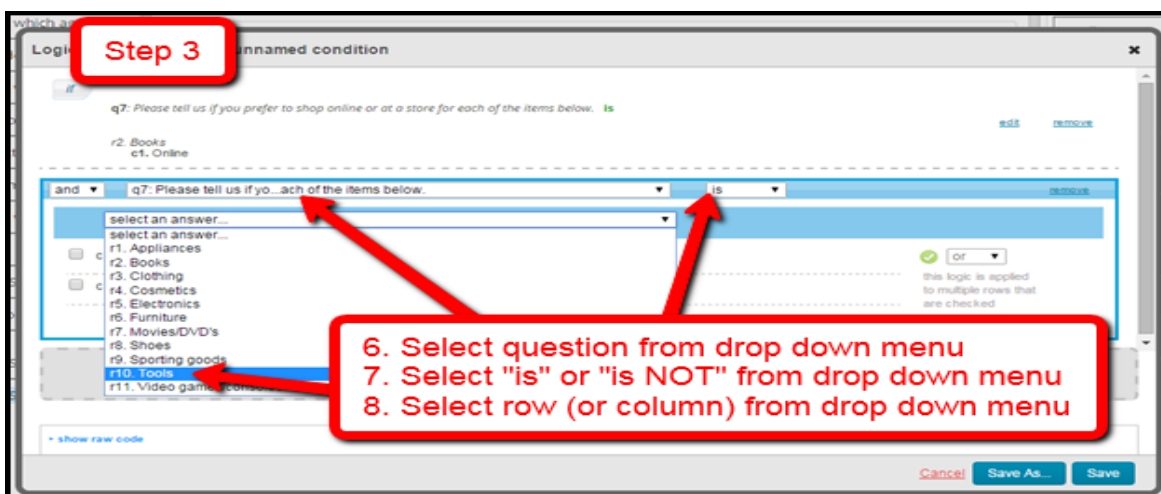 which a
Step 3
Logi unnamed condition ×
if
q7: Please tell us if you prefer to shop online or at a store for each of the items below. is
edit remove
r2. Books
c1. Online
and ▼ q7: Please tell us if yo...ach of the items below. ▼ is ▼ remove
select an answer... ▼
select an answer...
r1. Appliances
r2. Books
r3. Clothing
r4. Cosmetics
r5. Electronics
r6. Furniture
r7. Movies/DVD's
r8. Shoes
r9. Sporting goods
r10. Tools
r11. Video game
c
c
or ▼
this logic is applied
to multiple rows that
are checked
6. Select question from drop down menu
7. Select "is" or "is NOT" from drop down menu
8. Select row (or column) from drop down menu
+ show raw code
Cancel Save As... Save